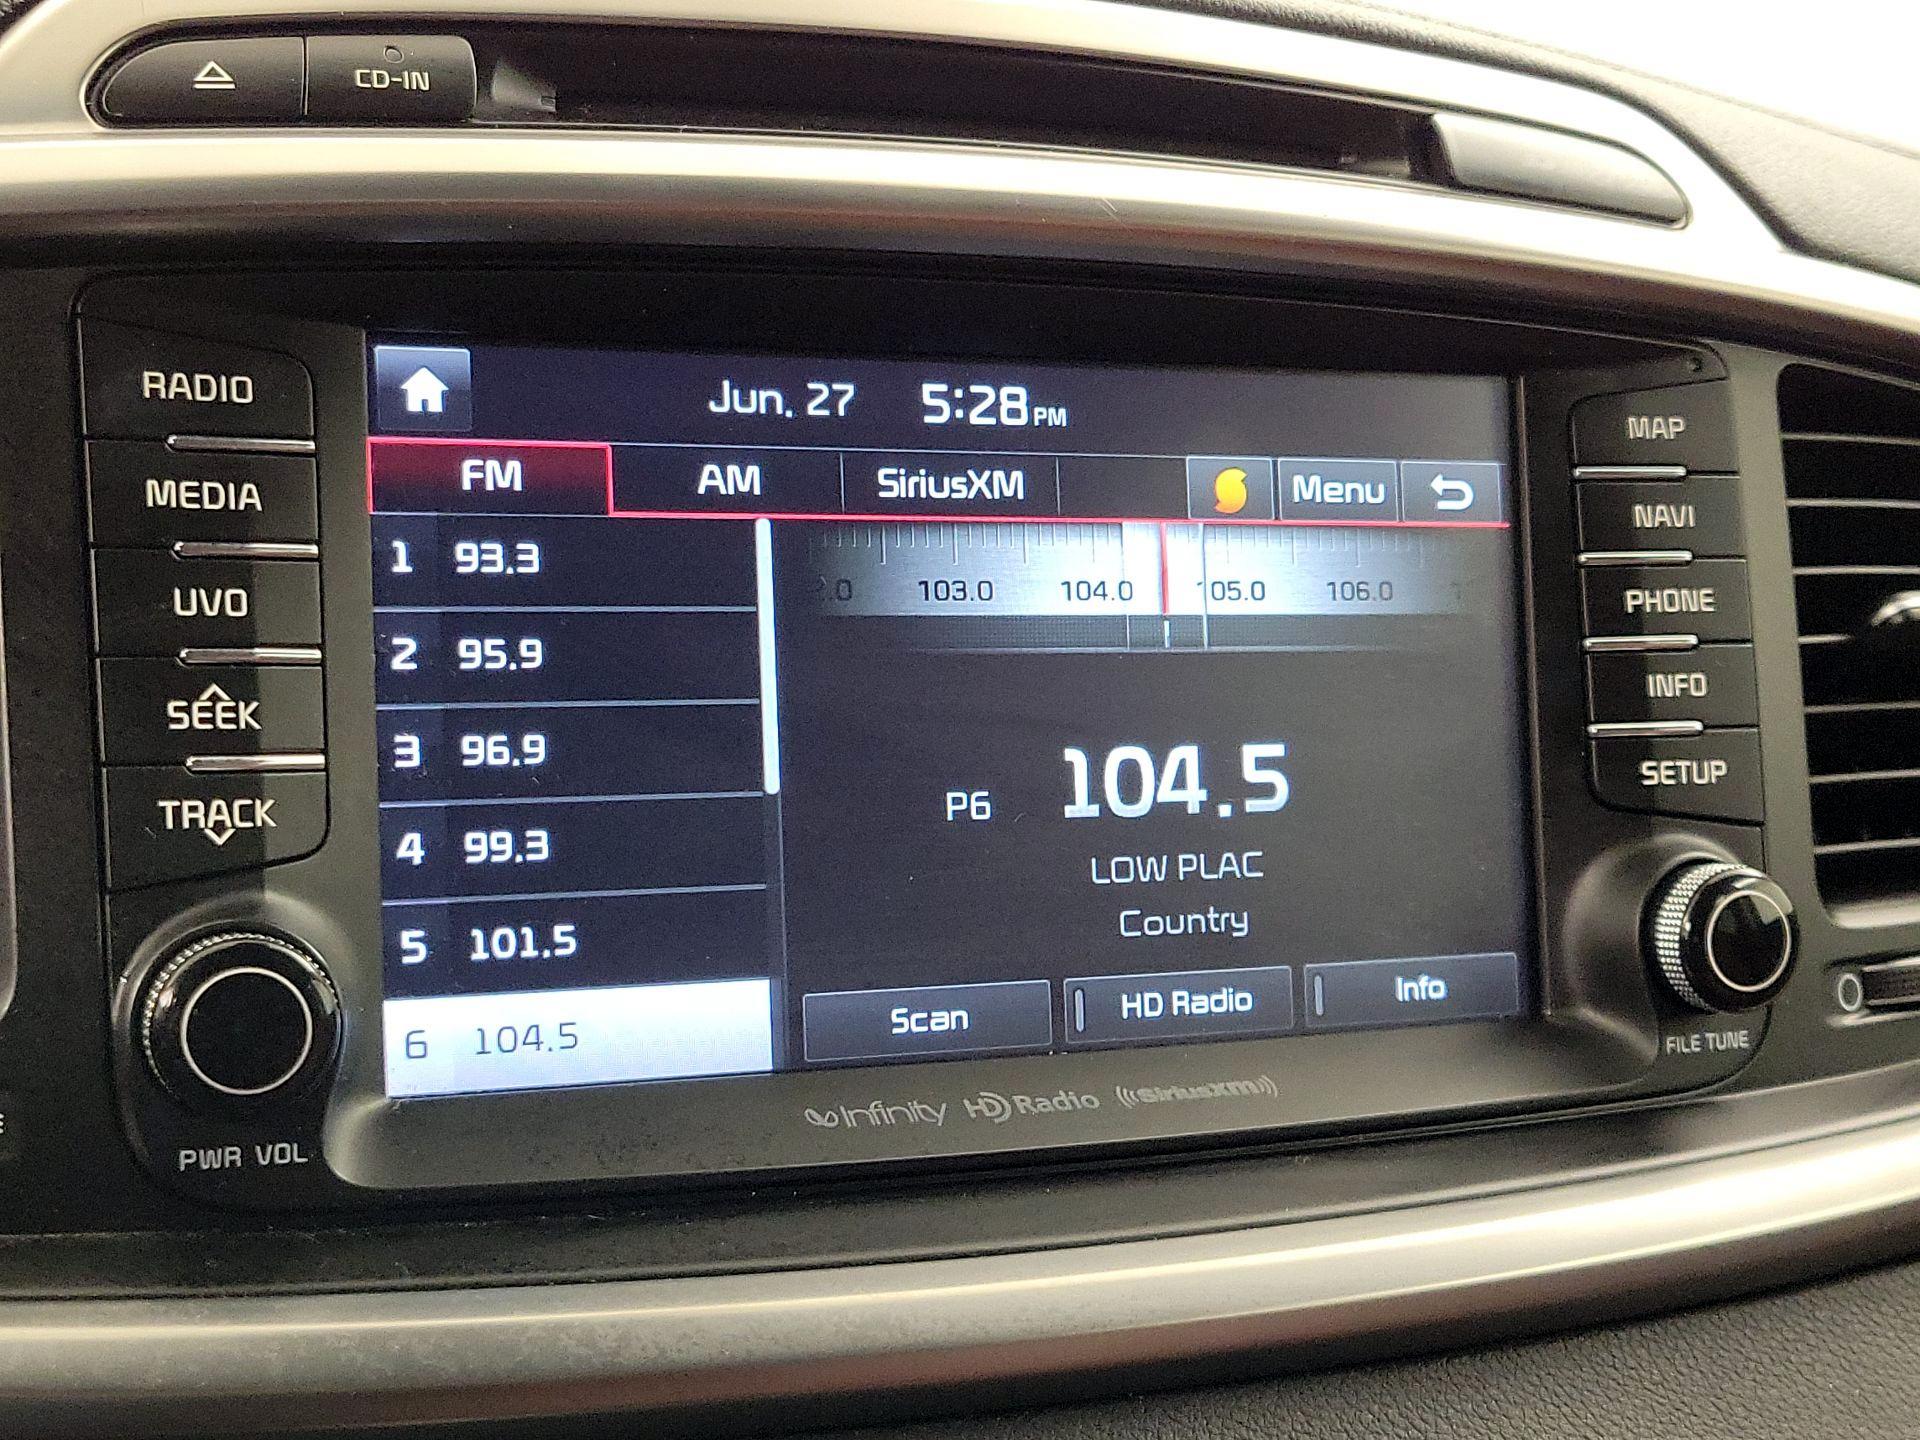 CD-IN
RADIO
MEDIA
UVO
SEEK
TRACK
PWR VOL
Jun. 27 5:28 PM
FM AM SiriusXM Menu
1 93.3
2 95.9
3 96.9
4 99.3
5 101.5
6 104.5
.0 103.0 104.0 105.0 106.0
P6 104.5
LOW PLAC
Country
Scan HD Radio Info
Infinity HD Radio ((SiriusXM))
MAP
NAVI
PHONE
INFO
SETUP
FILE TUNE